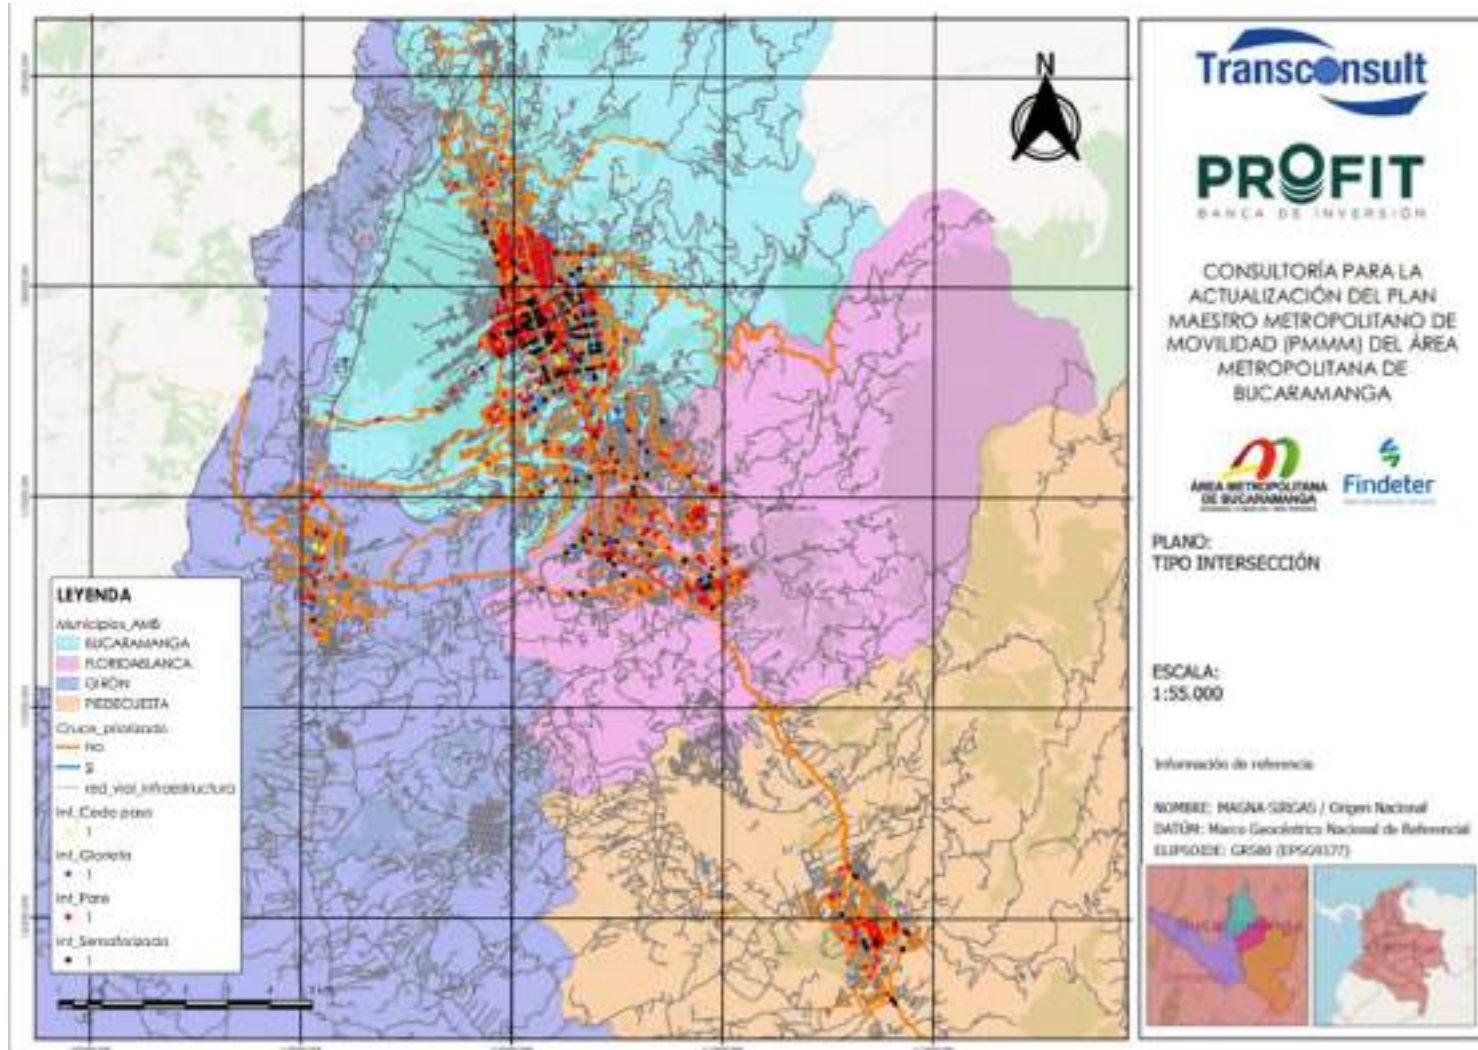 N
Transconsult
PROFIT
BANCA DE INVERSIÓN
CONSULTORÍA PARA LA
ACTUALIZACIÓN DEL PLAN
MAESTRO METROPOLITANO DE
MOVILIDAD (PMMM) DEL ÁREA
METROPOLITANA DE
BUCARAMANGA
ÁREA METROPOLITANA
DE BUCARAMANGA
Findeter
PLANO:
TIPO INTERSECCIÓN
ESCALA:
1:55.000
Información de referencia
NOMBRE: MAGNA-SIRGAS / Origen Nacional
DATÚM: Marco Geocéntrico Nacional de Referencial
ELIPSOIDE: GRS80 (EPSG9377)
LEYENDA
Municipios_AMB
BUCARAMANGA
FLORIDABLANCA
GIRÓN
PIEDECUESTA
Cruce_priorizado
no
si
red_vial_infraestructura
Int_Cede paso
1
Int_Glorieta
1
Int_Pare
1
Int_Semaforizada
1